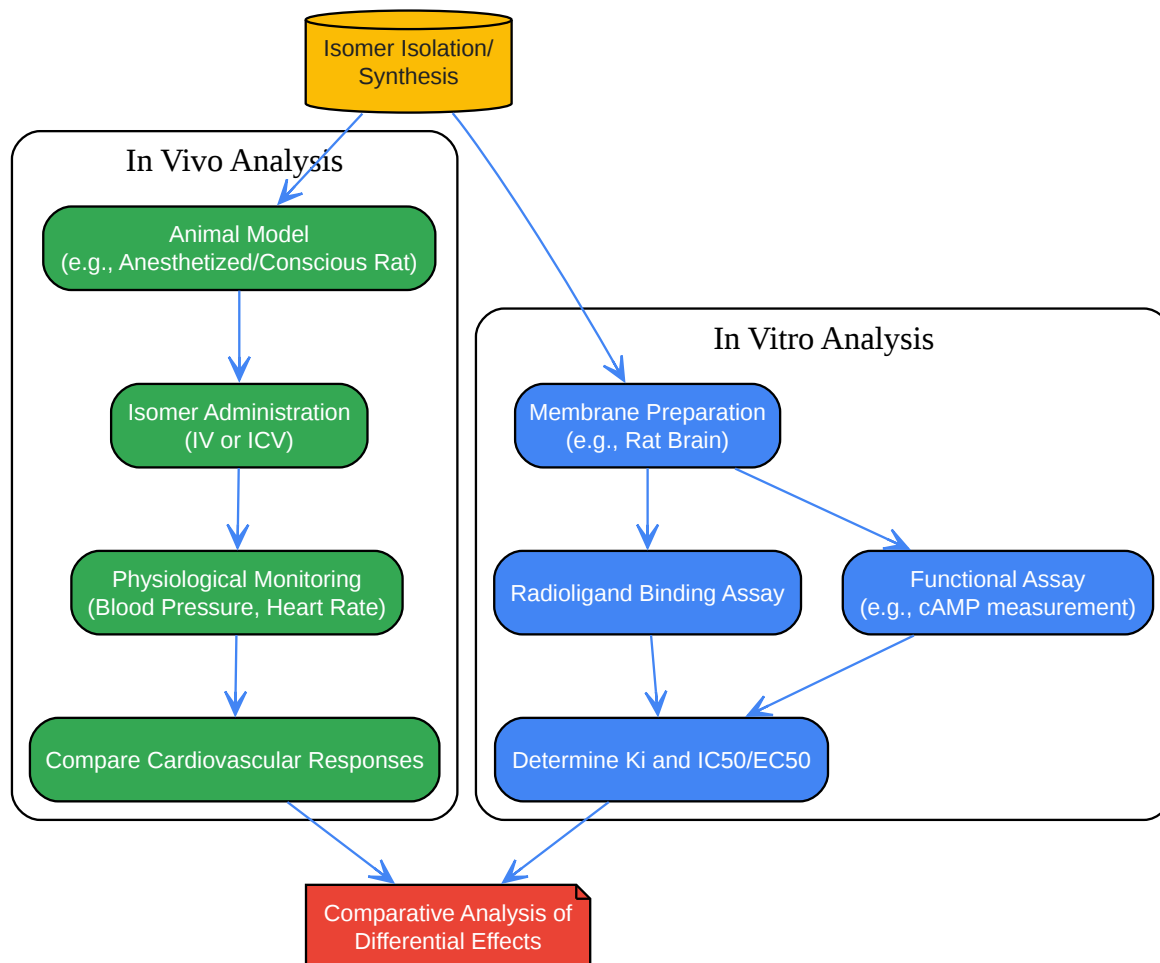 Isomer Isolation/
Synthesis
In Vivo Analysis
Animal Model
(e.g., Anesthetized/Conscious Rat)
Isomer Administration
(IV or ICV)
Physiological Monitoring
(Blood Pressure, Heart Rate)
Compare Cardiovascular Responses
In Vitro Analysis
Membrane Preparation
(e.g., Rat Brain)
Radioligand Binding Assay
Functional Assay
(e.g., cAMP measurement)
Determine Ki and IC50/EC50
Comparative Analysis of
Differential Effects